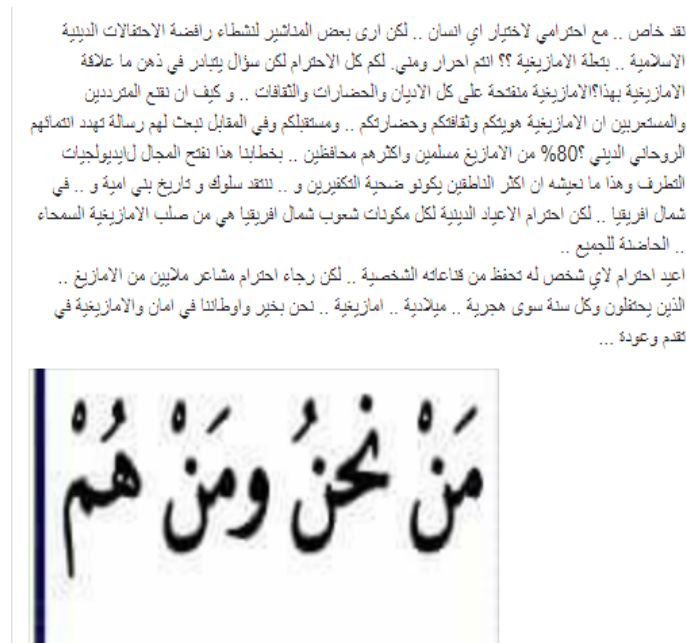 نقد خاص .. مع احترامي لاختيار اي انسان .. لكن ارى بعض المناشير لنشطاء رافضة الاحتفالات الدينية
الاسلامية .. بتعلة الامازيغية ؟؟ انتم احرار ومني. لكم كل الاحترام لكن سؤال يتبادر في ذهن ما علاقة
الامازيغية بهذا؟الامازيغية منفتحة على كل الاديان والحضارات والثقافات .. و كيف ان نقنع المترددين
والمستعربين ان الامازيغية هويتكم وثقافتكم وحضارتكم .. ومستقبلكم وفي المقابل نبعث لهم رسالة تهدد انتمائهم
الروحاني الديني ؟80% من الامازيغ مسلمين واكثرهم محافظين .. بخطابنا هذا نفتح المجال لايديولجيات
التطرف وهذا ما نعيشه ان اكثر الناطقين يكونو ضحية التكفيرين و .. ننتقد سلوك و تاريخ بني امية و .. في
شمال افريقيا .. لكن احترام الاعياد الدينية لكل مكونات شعوب شمال افريقيا هي من صلب الامازيغية السمحاء
.. الحاضنة للجميع ..
اعيد احترام لاي شخص له تحفظ من قناعاته الشخصية .. لكن رجاء احترام مشاعر ملايين من الامازيغ ..
الذين يحتفلون وكل سنة سوى هجرية .. ميلادية .. امازيغية .. نحن بخير واوطاننا في امان والامازيغية في
تقدم وعودة ...
مَنْ نحنُ ومَنْ هُمْ